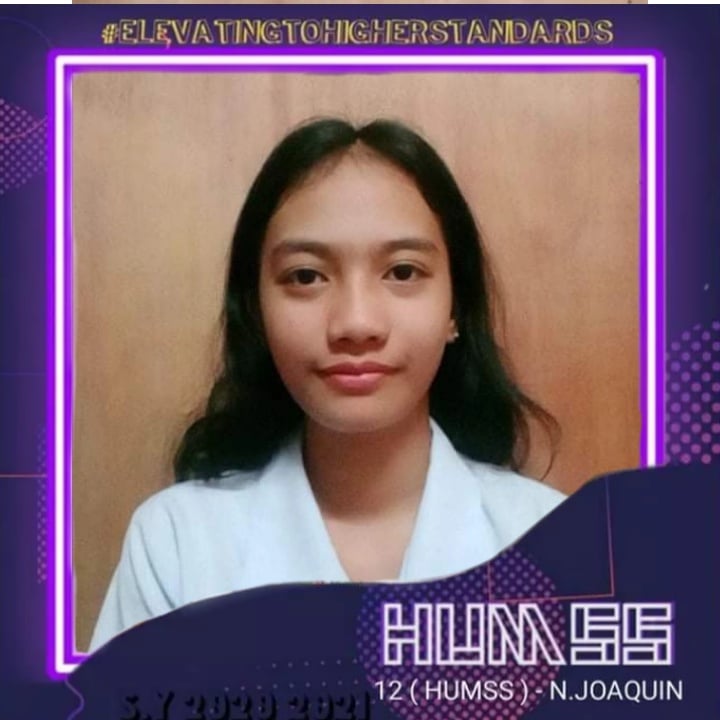 #ELEVATINGTOHIGHERSTANDARDS
HUMSS
12 ( HUMSS ) - N.JOAQUIN
S.Y 2020 2021